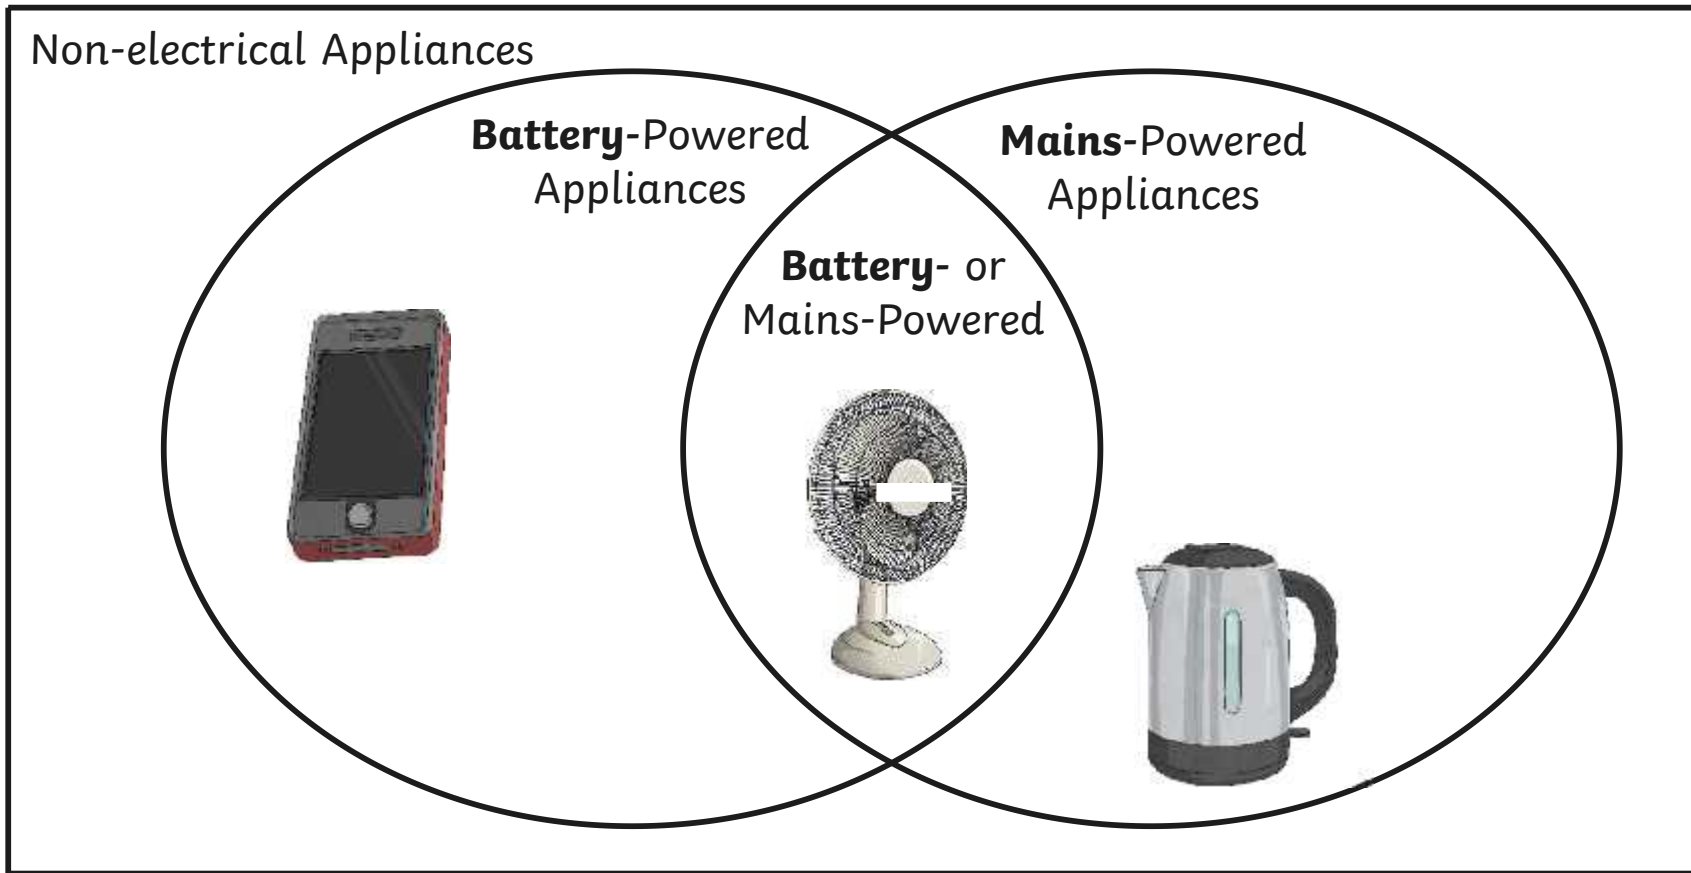 Non-electrical Appliances
Battery-Powered
Appliances
Mains-Powered
Appliances
Battery- or
Mains-Powered